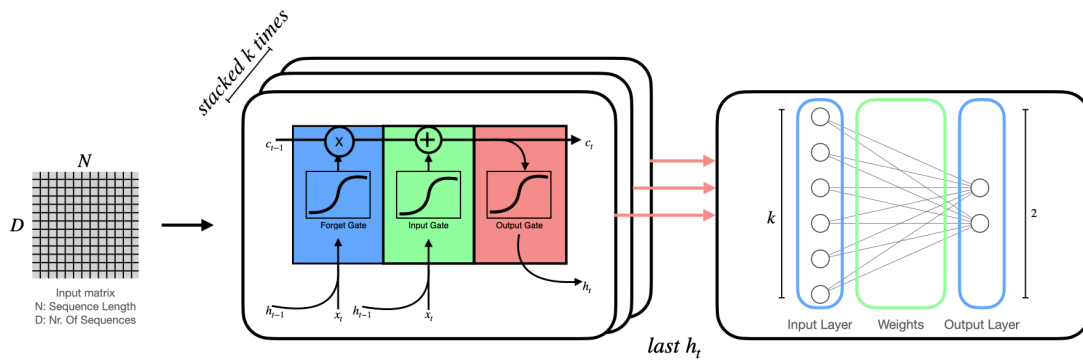 stacked k times
N
D
Input matrix
N: Sequence Length
D: Nr. Of Sequences
c_{t-1}
X
+
c_t
Forget Gate
Input Gate
Output Gate
h_{t-1}
x_t
h_{t-1}
x_t
h_t
last h_t
k
2
Input Layer
Weights
Output Layer